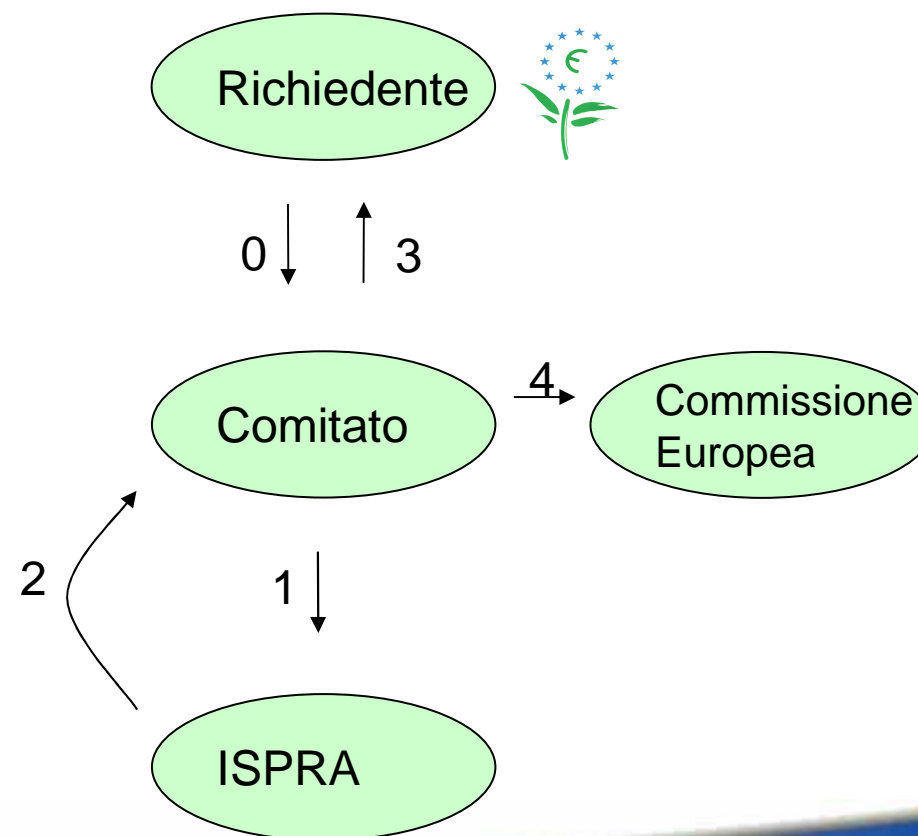 Richiedente
0
3
Comitato
4
Commissione
Europea
2
1
ISPRA